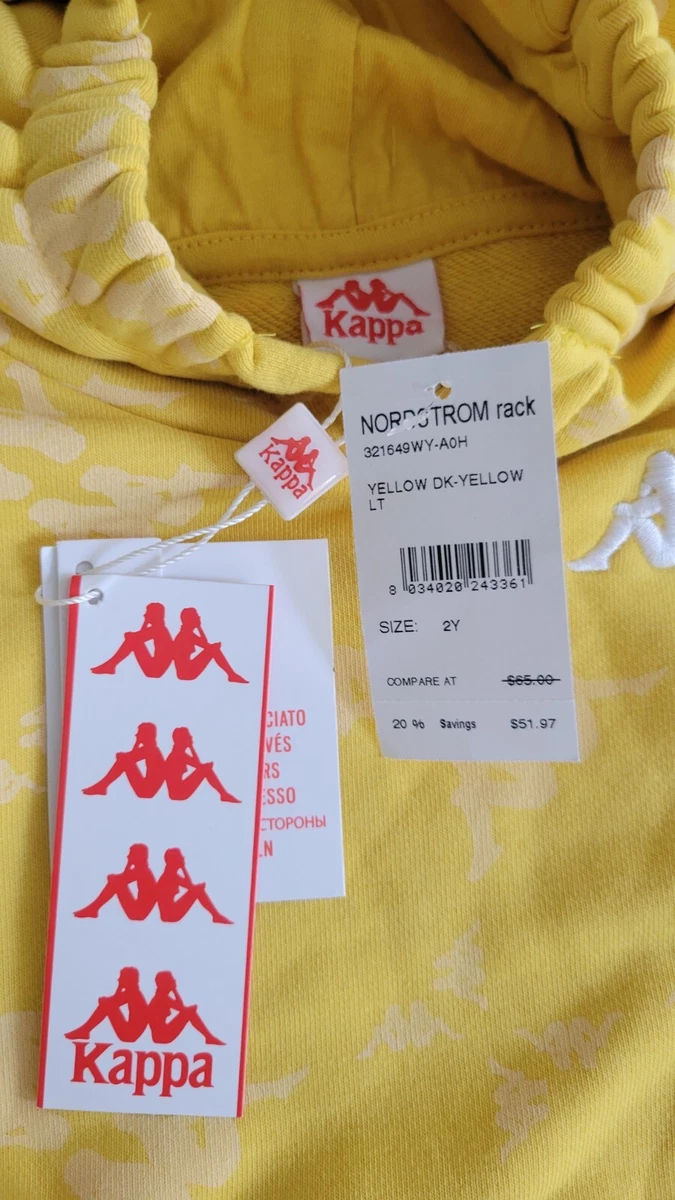 Kappa
NORDSTROM rack
321649WY-A0H
Kappa
YELLOW DK-YELLOW
LT
8 034020 243361
SIZE: 2Y
COMPARE AT $65.00
20 % Savings $51.97
CIATO
VÉS
RS
ESSO
СТОРОНЫ
EN
Kappa